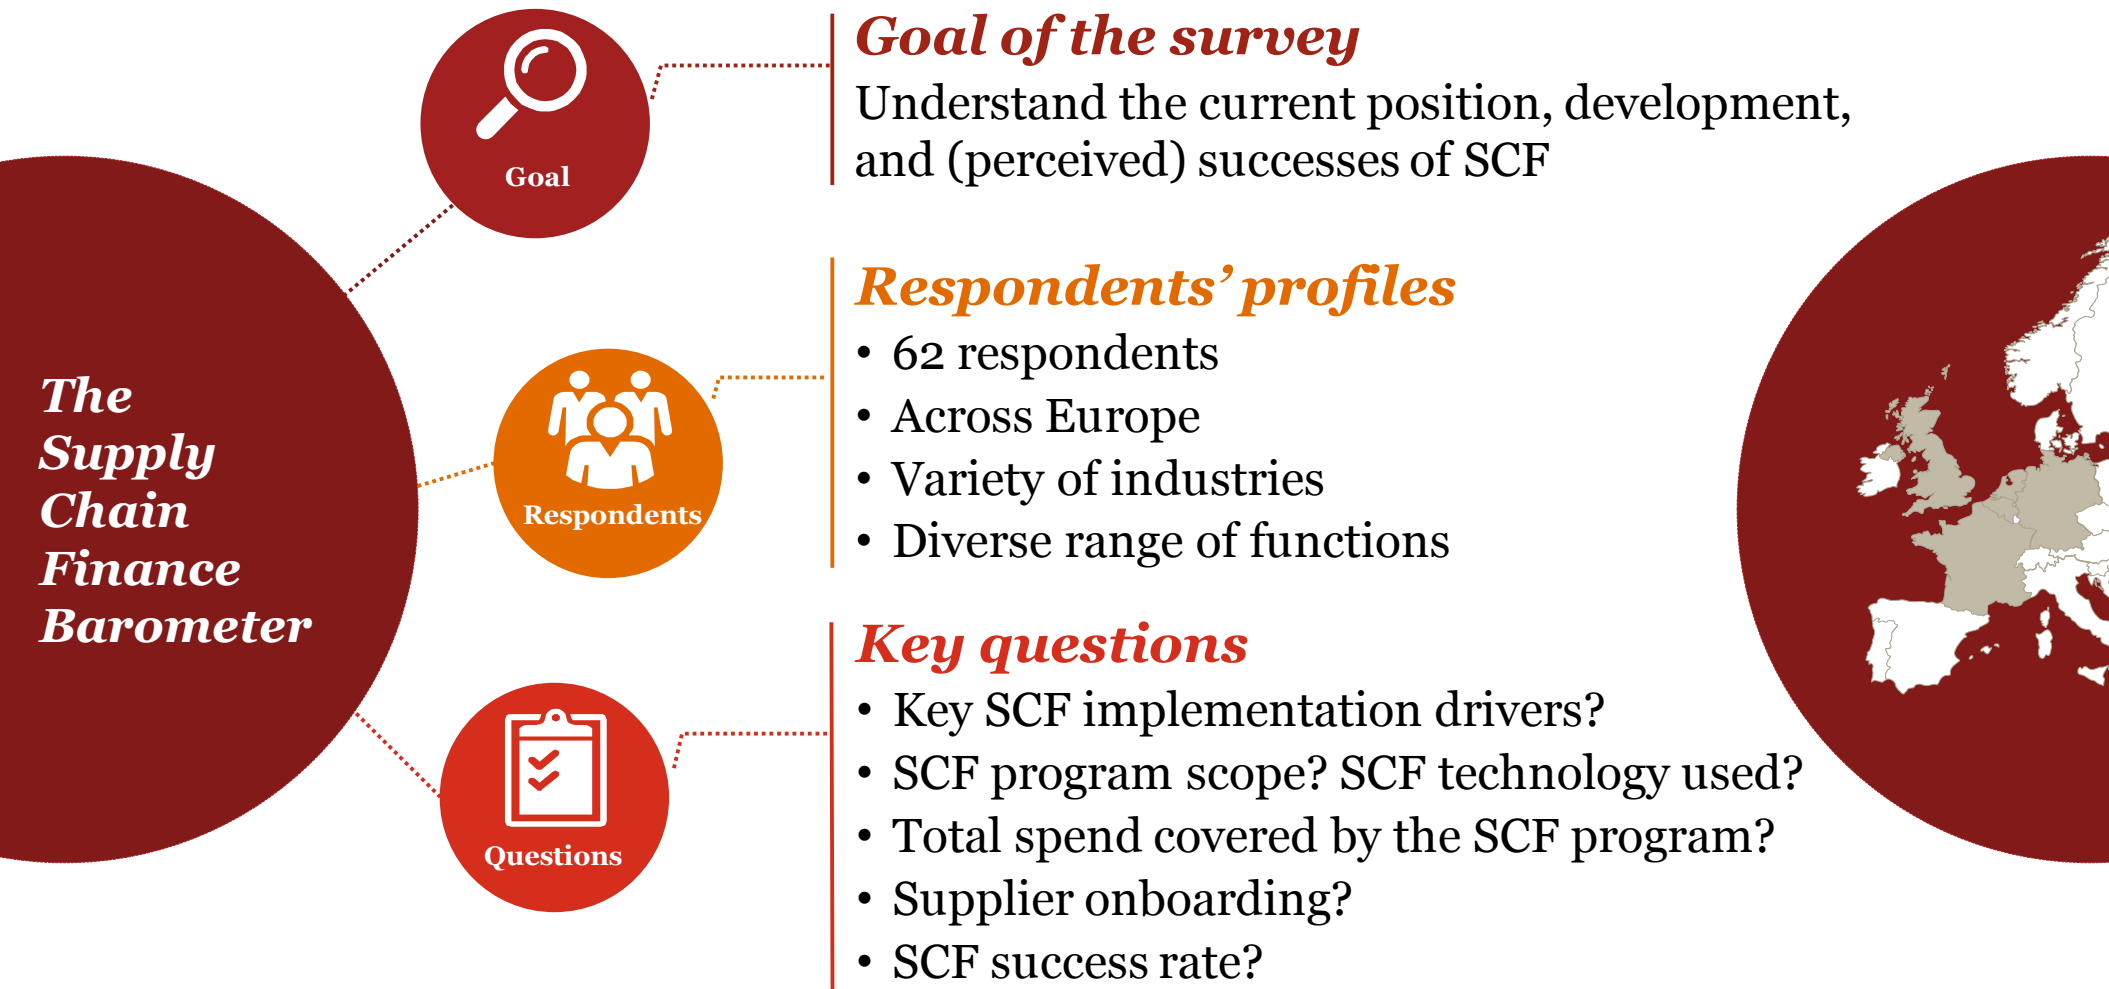 The
Supply
Chain
Finance
Barometer
Goal
Goal of the survey
Understand the current position, development,
and (perceived) successes of SCF
Respondents
Respondents’ profiles
• 62 respondents
• Across Europe
• Variety of industries
• Diverse range of functions
Questions
Key questions
• Key SCF implementation drivers?
• SCF program scope? SCF technology used?
• Total spend covered by the SCF program?
• Supplier onboarding?
• SCF success rate?